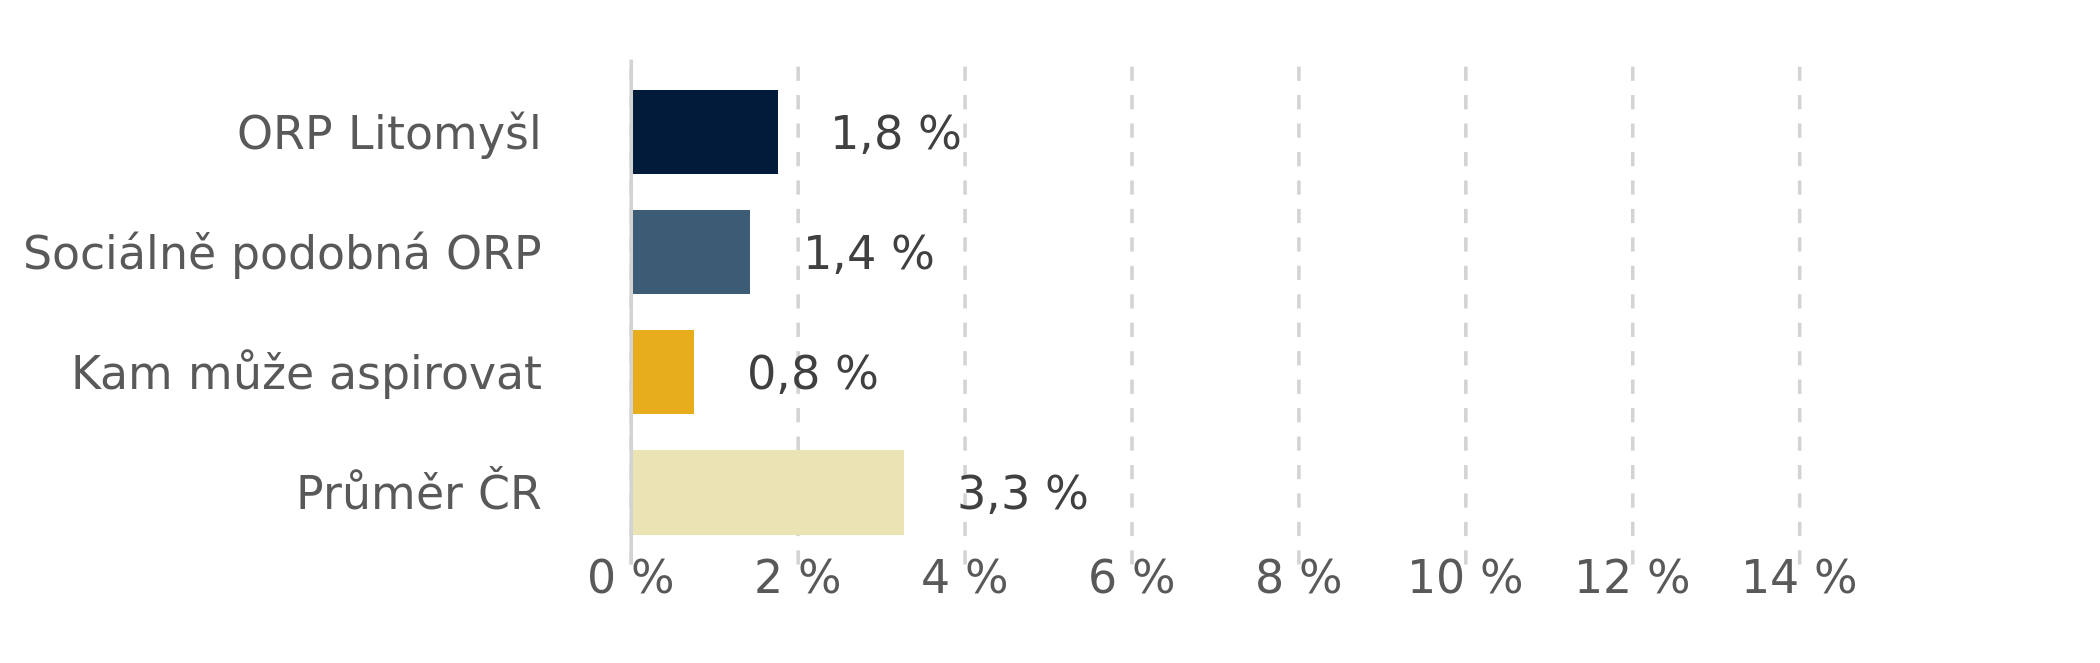 ORP Litomyšl 1,8 %
Sociálně podobná ORP 1,4 %
Kam může aspirovat 0,8 %
Průměr ČR 3,3 %
0 % 2 % 4 % 6 % 8 % 10 % 12 % 14 %